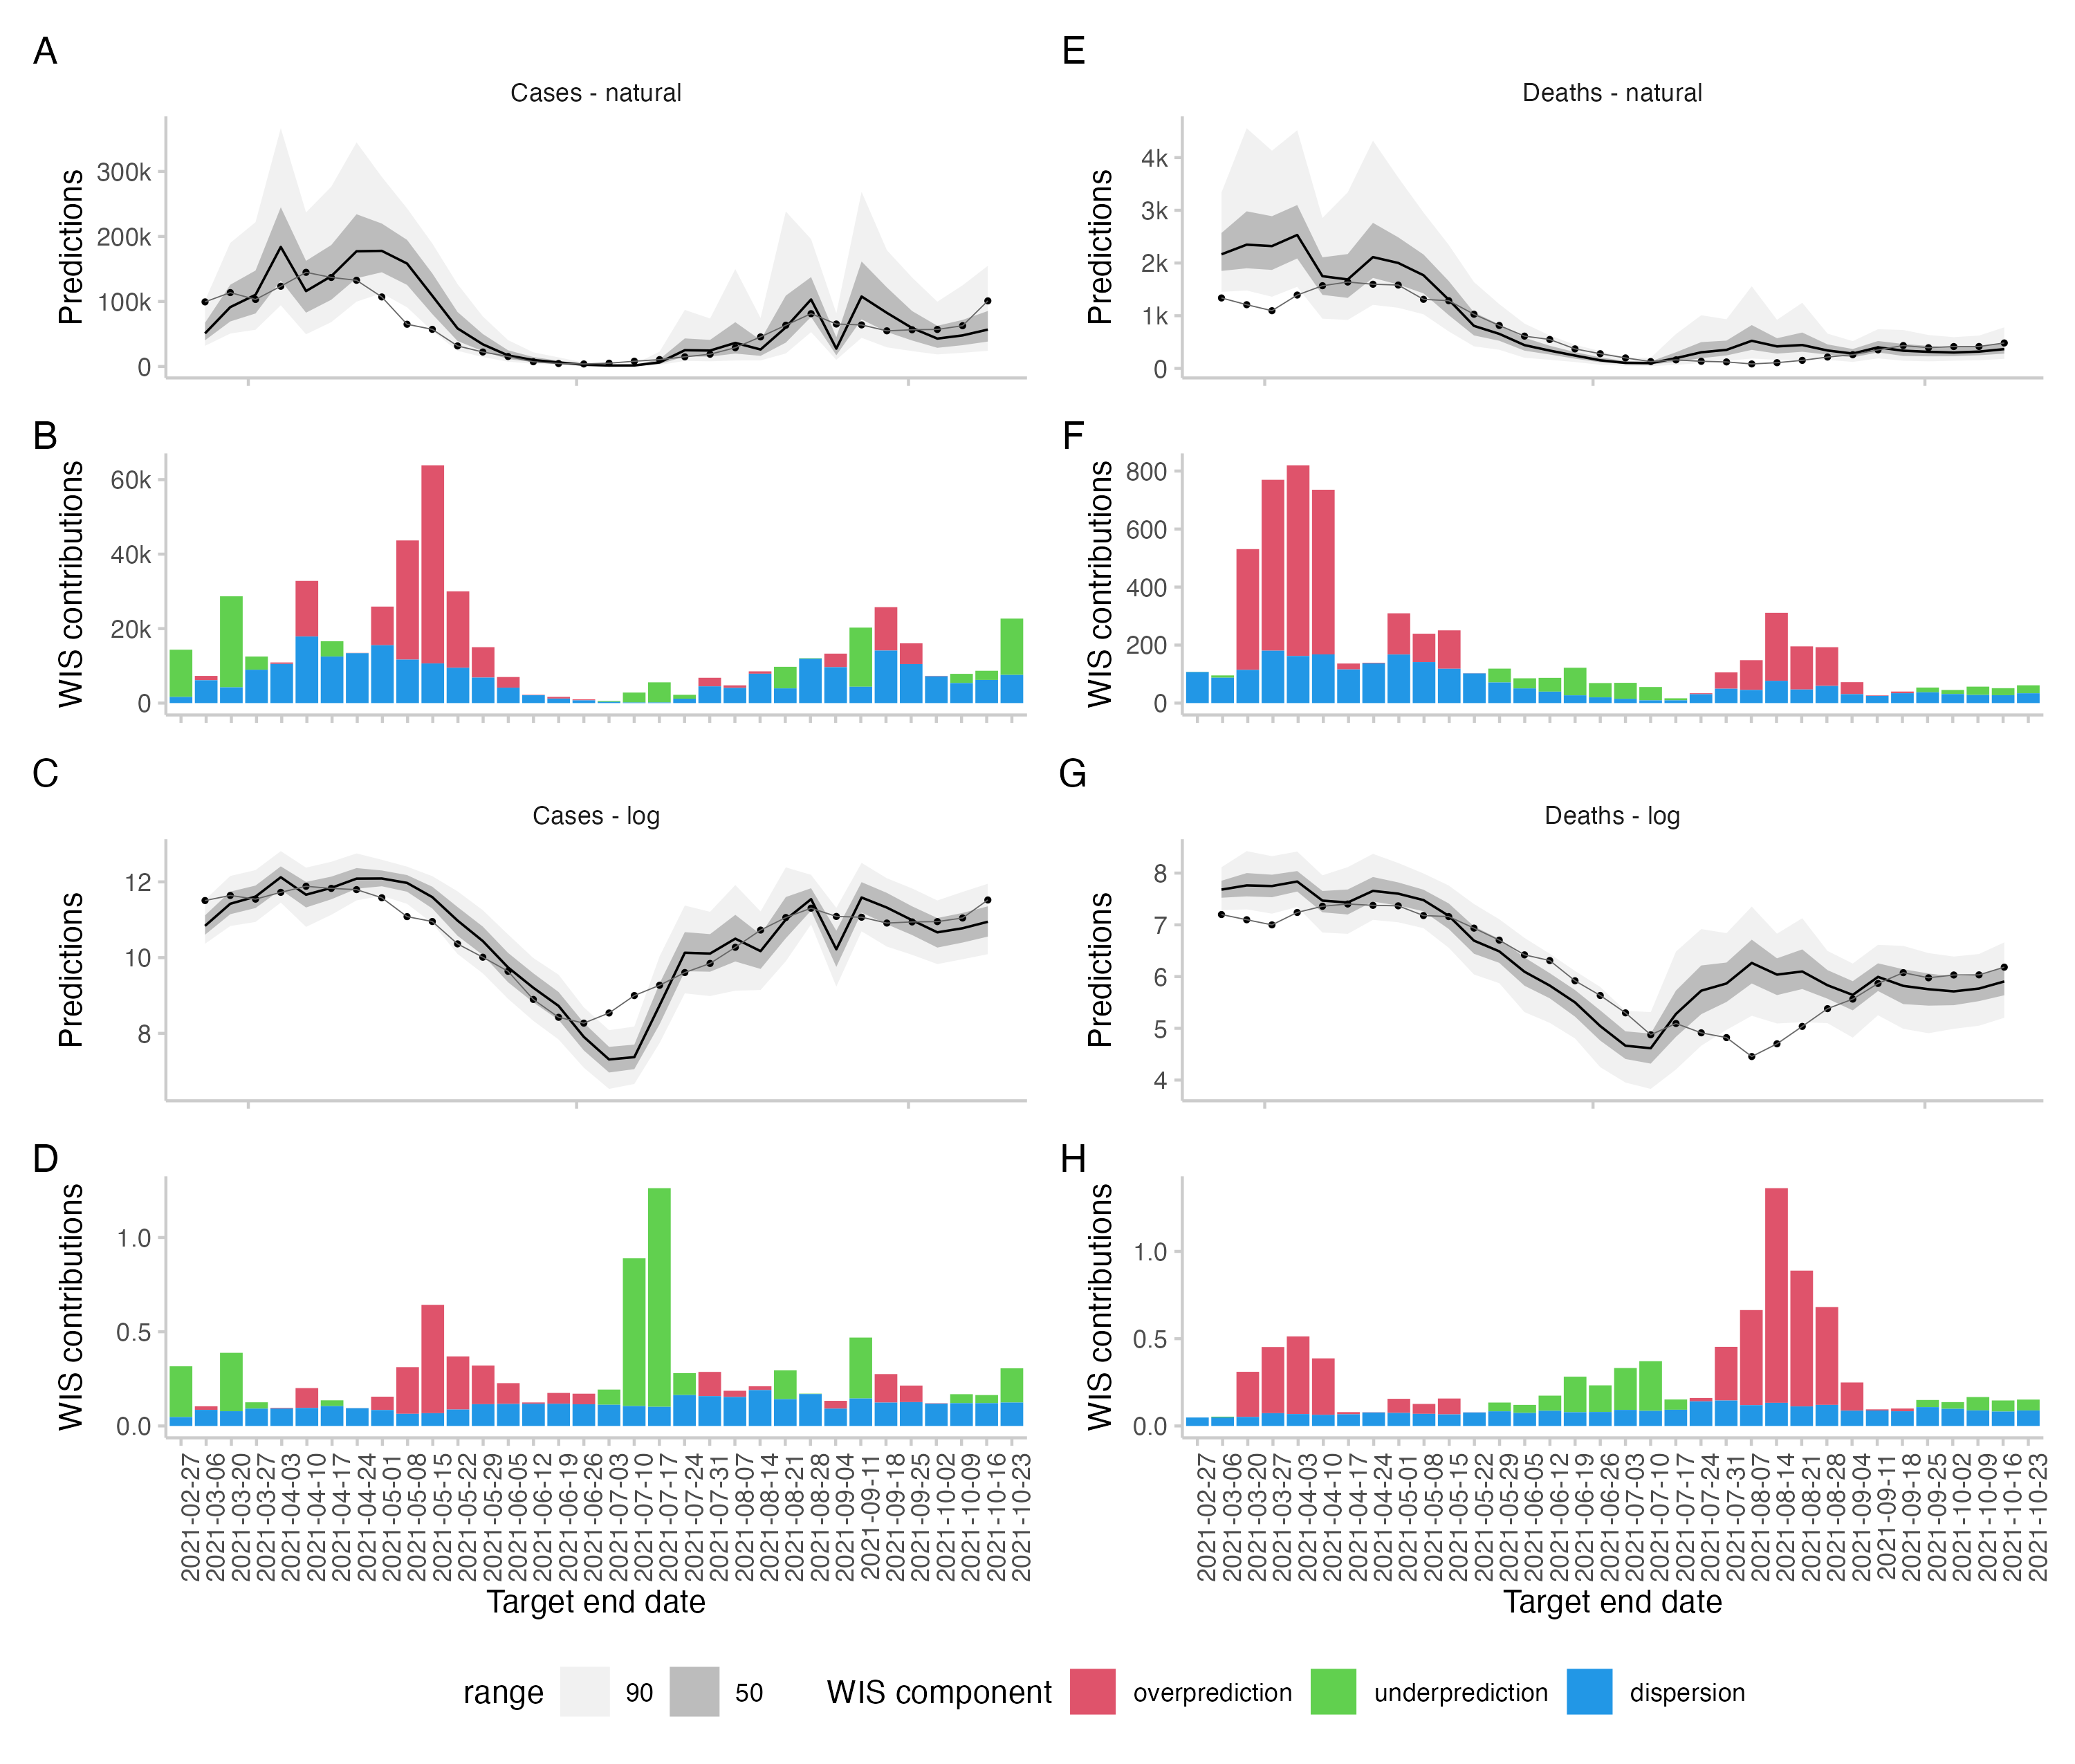 A
Cases - natural
Predictions
300k
200k
100k
0
B
WIS contributions
60k
40k
20k
0
C
Cases - log
Predictions
12
10
8
D
WIS contributions
1.0
0.5
0.0
2021-02-27
2021-03-06
2021-03-20
2021-03-27
2021-04-03
2021-04-10
2021-04-17
2021-04-24
2021-05-01
2021-05-08
2021-05-15
2021-05-22
2021-05-29
2021-06-05
2021-06-12
2021-06-19
2021-06-26
2021-07-03
2021-07-10
2021-07-17
2021-07-24
2021-07-31
2021-08-07
2021-08-14
2021-08-21
2021-08-28
2021-09-04
2021-09-11
2021-09-18
2021-09-25
2021-10-02
2021-10-09
2021-10-16
2021-10-23
Target end date
E
Deaths - natural
Predictions
4k
3k
2k
1k
0
F
WIS contributions
800
600
400
200
0
G
Deaths - log
Predictions
8
7
6
5
4
H
WIS contributions
1.0
0.5
0.0
2021-02-27
2021-03-06
2021-03-20
2021-03-27
2021-04-03
2021-04-10
2021-04-17
2021-04-24
2021-05-01
2021-05-08
2021-05-15
2021-05-22
2021-05-29
2021-06-05
2021-06-12
2021-06-19
2021-06-26
2021-07-03
2021-07-10
2021-07-17
2021-07-24
2021-07-31
2021-08-07
2021-08-14
2021-08-21
2021-08-28
2021-09-04
2021-09-11
2021-09-18
2021-09-25
2021-10-02
2021-10-09
2021-10-16
2021-10-23
Target end date
range 90 50 WIS component overprediction underprediction dispersion